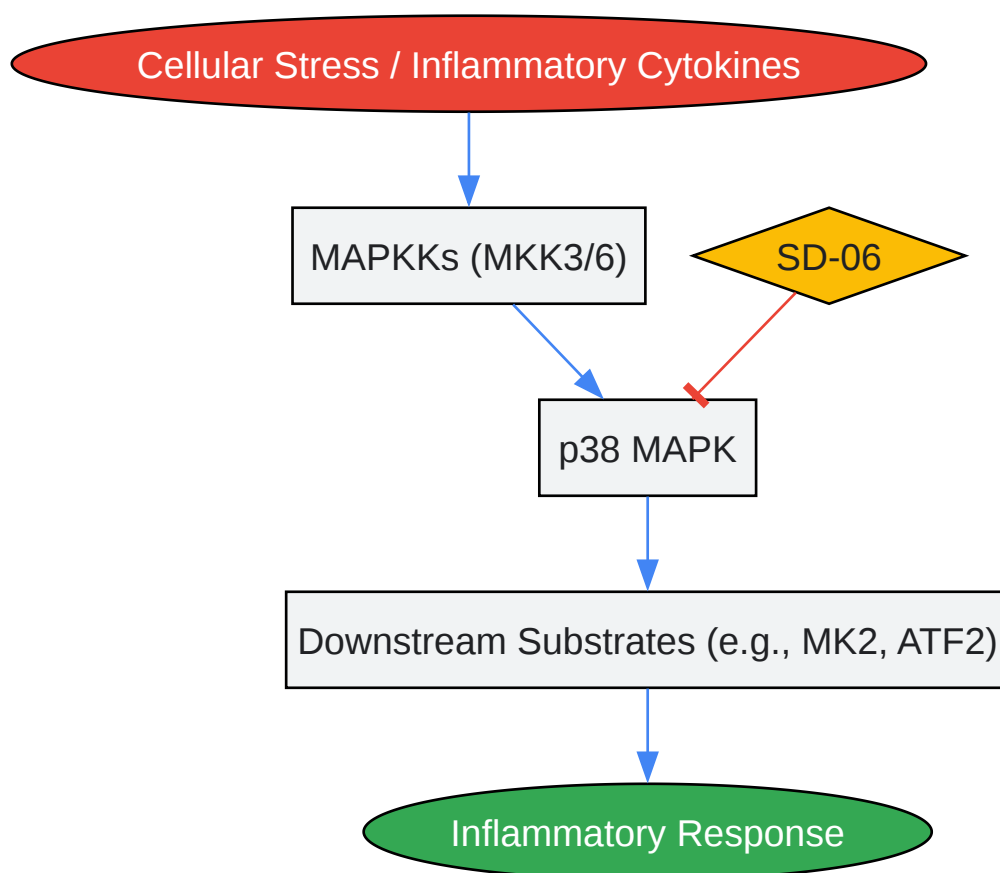 Cellular Stress / Inflammatory Cytokines
MAPKKs (MKK3/6)
SD-06
p38 MAPK
Downstream Substrates (e.g., MK2, ATF2)
Inflammatory Response